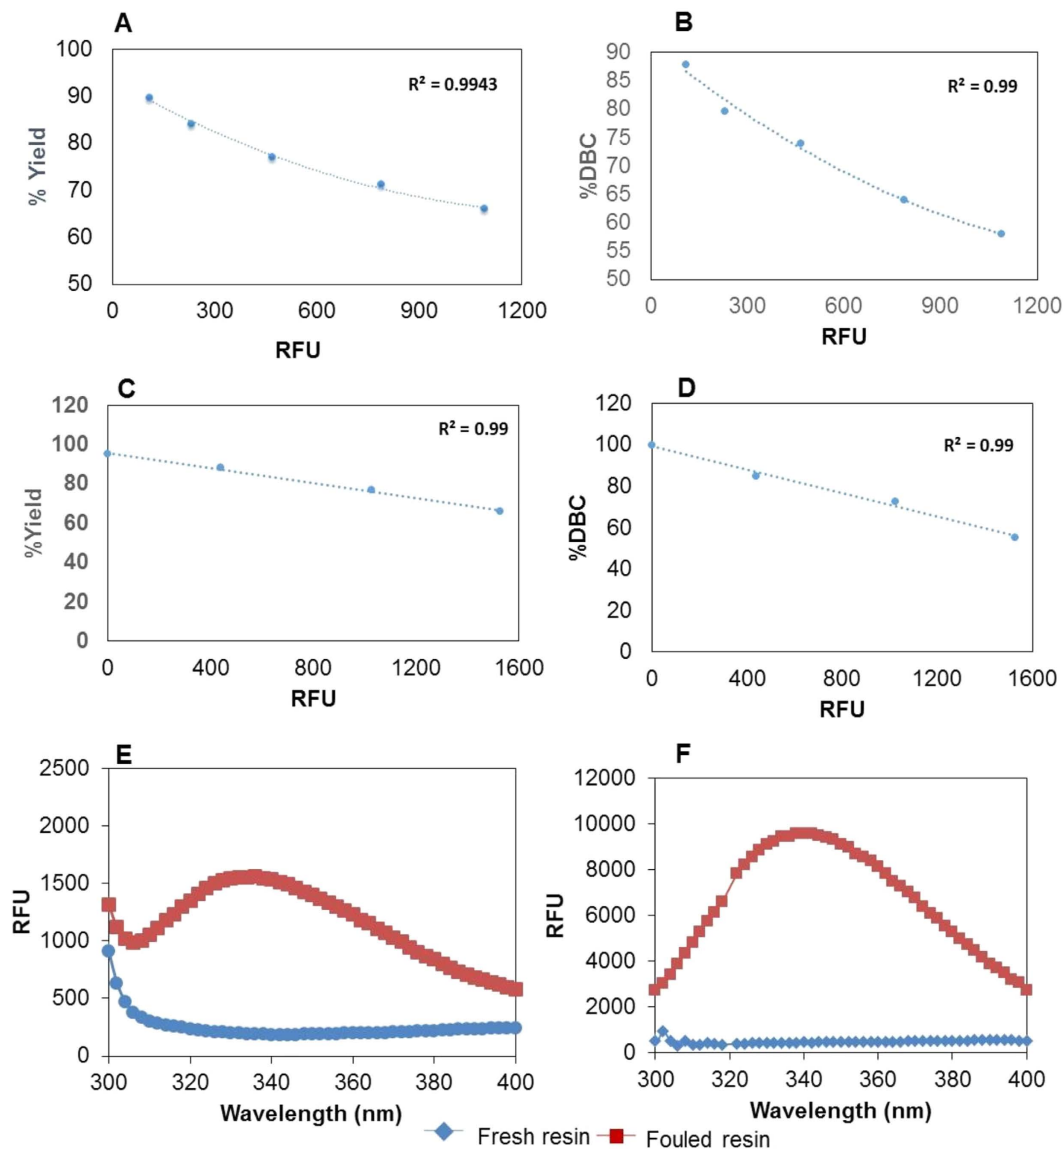 A
100
90
80
70
60
50
% Yield
R² = 0.9943
0 300 600 900 1200
RFU
B
90
85
80
75
70
65
60
55
50
%DBC
R² = 0.99
0 300 600 900 1200
RFU
C
120
100
80
60
40
20
0
%Yield
R² = 0.99
0 400 800 1200 1600
RFU
D
120
100
80
60
40
20
0
%DBC
R² = 0.99
0 400 800 1200 1600
RFU
E
2500
2000
1500
1000
500
0
RFU
300 320 340 360 380 400
Wavelength (nm)
F
12000
10000
8000
6000
4000
2000
0
RFU
300 320 340 360 380 400
Wavelength (nm)
Fresh resin Fouled resin